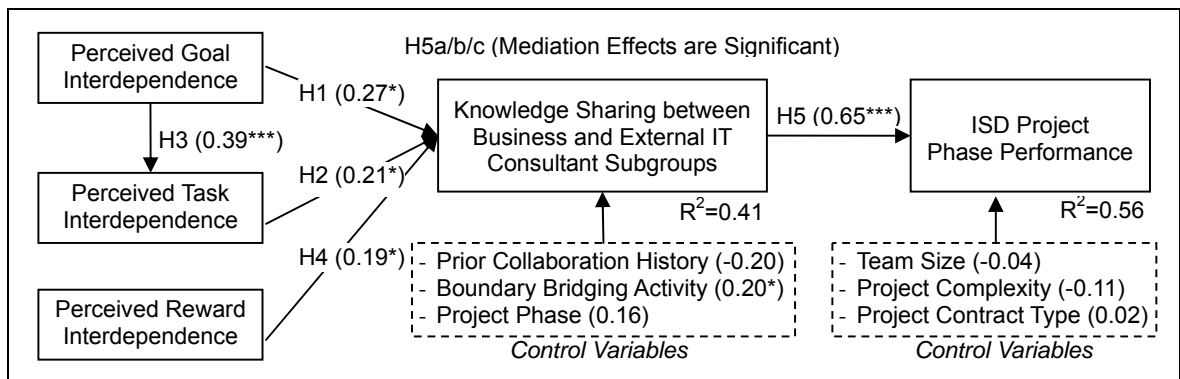 Perceived Goal
Interdependence
H5a/b/c (Mediation Effects are Significant)
H1 (0.27*)
Knowledge Sharing between
Business and External IT
Consultant Subgroups
H5 (0.65***)
ISD Project
Phase Performance
H3 (0.39***)
Perceived Task
Interdependence
H2 (0.21*)
R²=0.41
R²=0.56
H4 (0.19*)
Perceived Reward
Interdependence
- Prior Collaboration History (-0.20)
- Boundary Bridging Activity (0.20*)
- Project Phase (0.16)
Control Variables
- Team Size (-0.04)
- Project Complexity (-0.11)
- Project Contract Type (0.02)
Control Variables